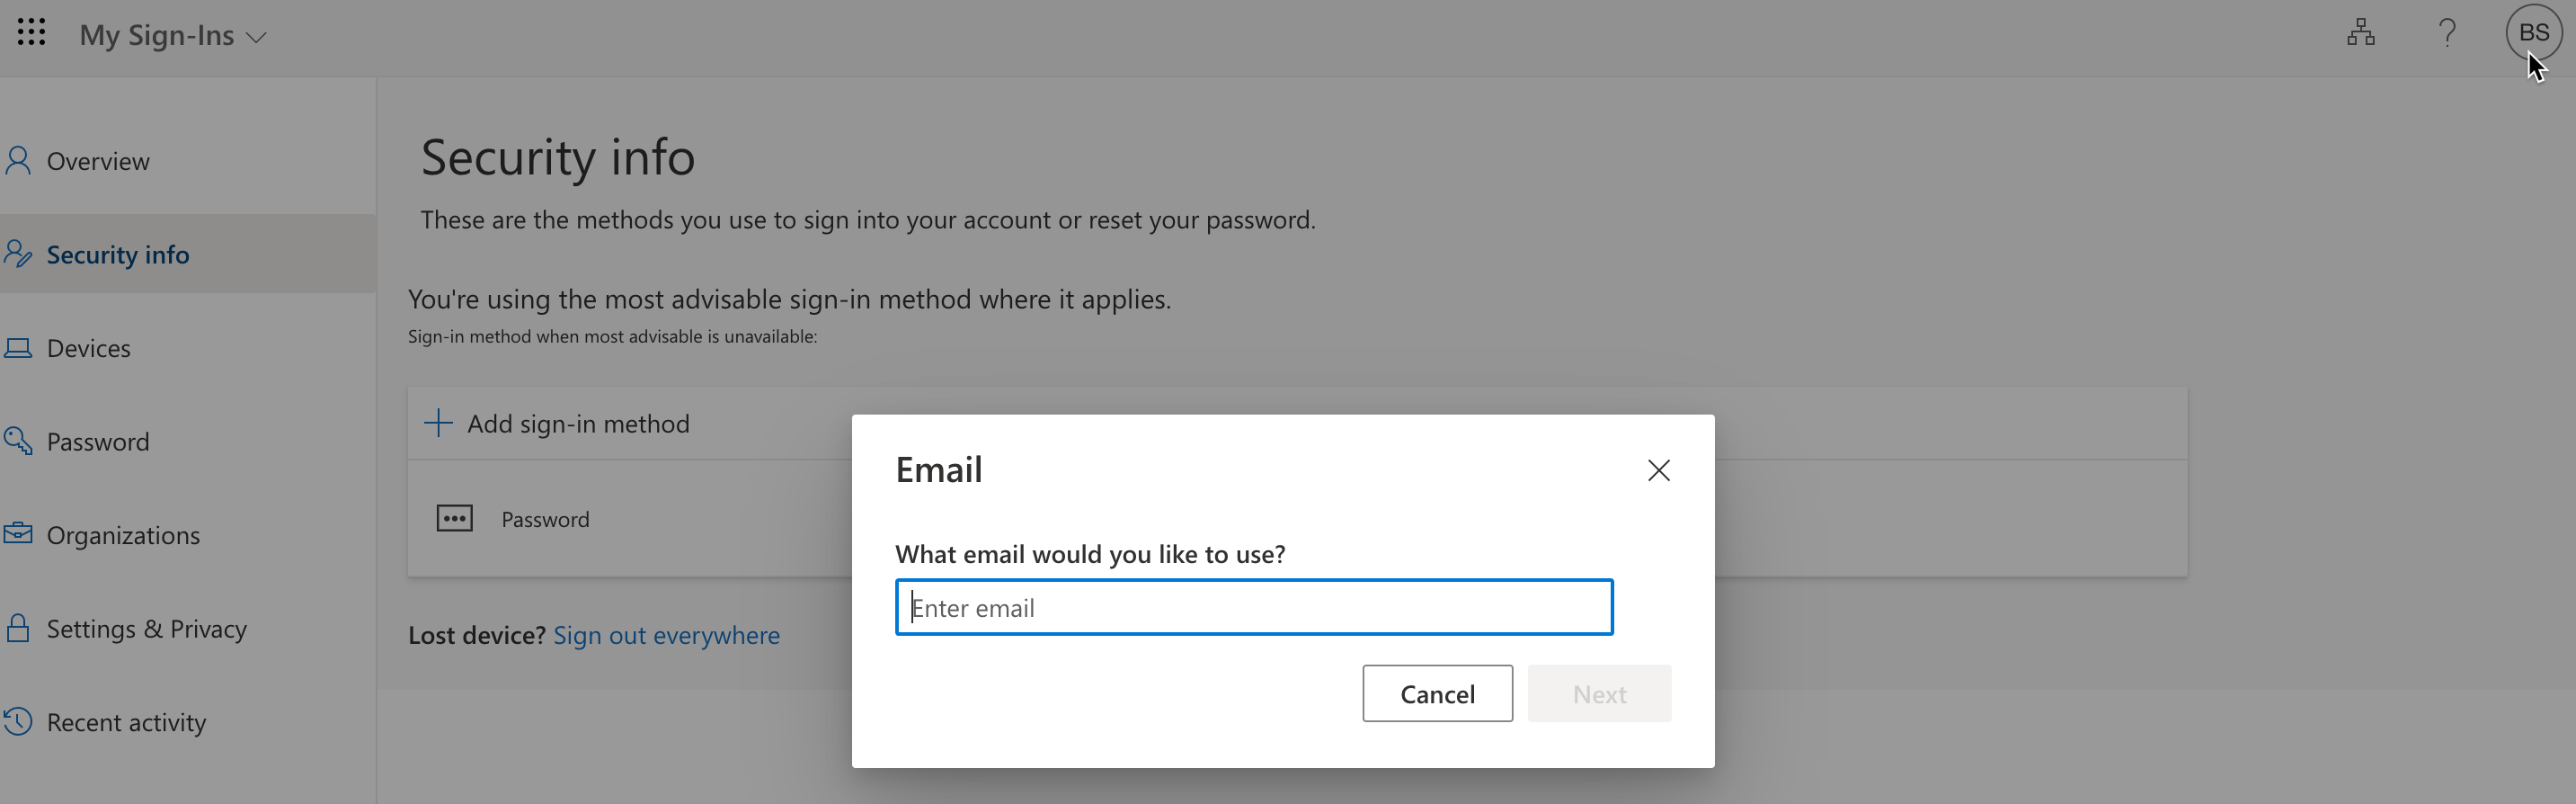 My Sign-Ins
?
BS
Overview
Security info
Devices
Password
Organizations
Settings & Privacy
Recent activity
Security info
These are the methods you use to sign into your account or reset your password.
You're using the most advisable sign-in method where it applies.
Sign-in method when most advisable is unavailable:
Add sign-in method
Password
Lost device? Sign out everywhere
Email
What email would you like to use?
Enter email
Cancel
Next